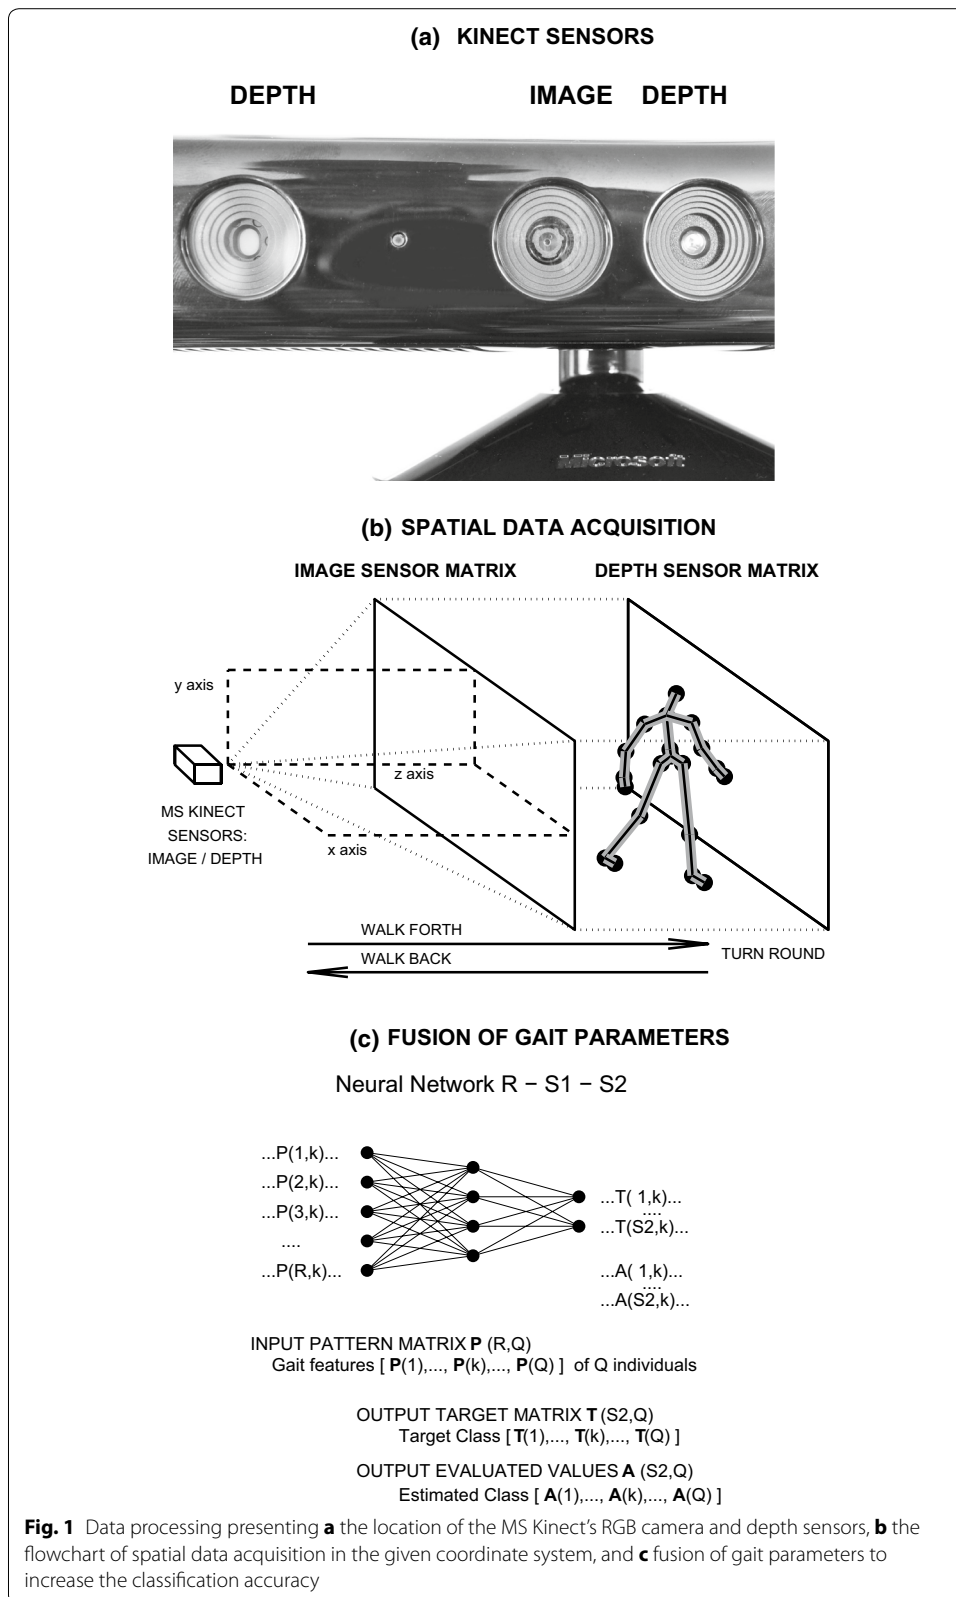 (a) KINECT SENSORS
DEPTH IMAGE DEPTH
Microsoft
(b) SPATIAL DATA ACQUISITION
IMAGE SENSOR MATRIX DEPTH SENSOR MATRIX
y axis
z axis
MS KINECT
SENSORS:
IMAGE / DEPTH
x axis
WALK FORTH
WALK BACK
TURN ROUND
(c) FUSION OF GAIT PARAMETERS
Neural Network R − S1 − S2
...P(1,k)...
...P(2,k)...
...P(3,k)...
....
...P(R,k)...
...T( 1,k)...
....
...T(S2,k)...
...A( 1,k)...
....
...A(S2,k)...
INPUT PATTERN MATRIX P (R,Q)
Gait features [ P(1),..., P(k),..., P(Q) ] of Q individuals
OUTPUT TARGET MATRIX T (S2,Q)
Target Class [ T(1),..., T(k),..., T(Q) ]
OUTPUT EVALUATED VALUES A (S2,Q)
Estimated Class [ A(1),..., A(k),..., A(Q) ]
Fig. 1 Data processing presenting a the location of the MS Kinect's RGB camera and depth sensors, b the
flowchart of spatial data acquisition in the given coordinate system, and c fusion of gait parameters to
increase the classification accuracy